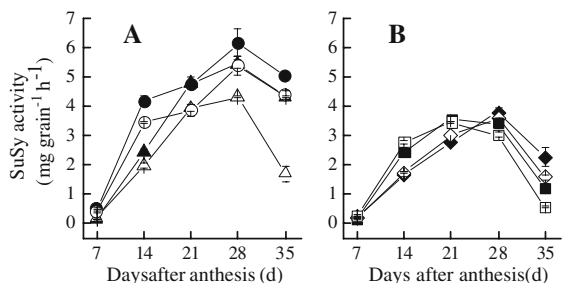 A
B
SuSy activity
(mg grain⁻¹ h⁻¹)
7
6
5
4
3
2
1
0
7 14 21 28 35
Daysafter anthesis (d)
7
6
5
4
3
2
1
0
7 14 21 28 35
Days after anthesis(d)